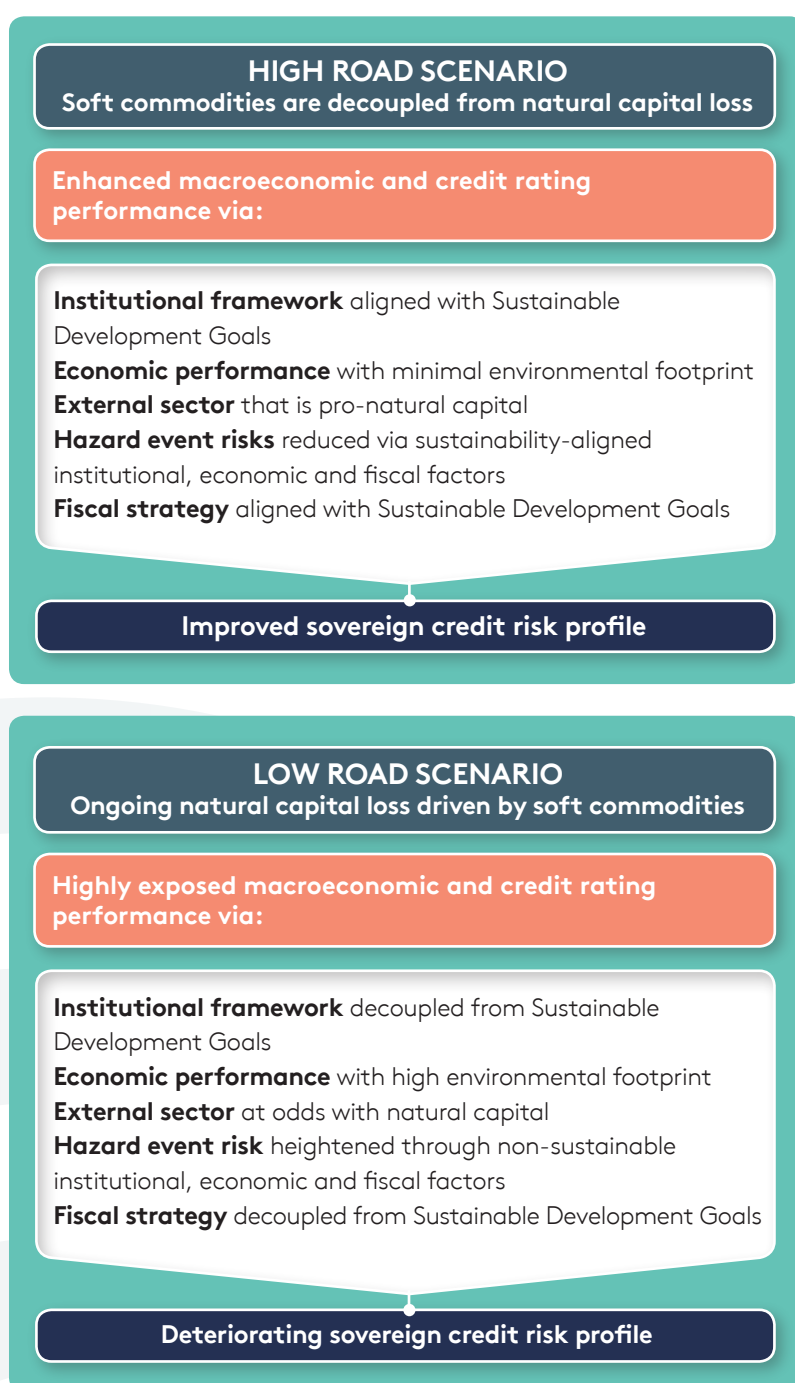 HIGH ROAD SCENARIO
Soft commodities are decoupled from natural capital loss
Enhanced macroeconomic and credit rating
performance via:
Institutional framework aligned with Sustainable
Development Goals
Economic performance with minimal environmental footprint
External sector that is pro-natural capital
Hazard event risks reduced via sustainability-aligned
institutional, economic and fiscal factors
Fiscal strategy aligned with Sustainable Development Goals
Improved sovereign credit risk profile
LOW ROAD SCENARIO
Ongoing natural capital loss driven by soft commodities
Highly exposed macroeconomic and credit rating
performance via:
Institutional framework decoupled from Sustainable
Development Goals
Economic performance with high environmental footprint
External sector at odds with natural capital
Hazard event risk heightened through non-sustainable
institutional, economic and fiscal factors
Fiscal strategy decoupled from Sustainable Development Goals
Deteriorating sovereign credit risk profile